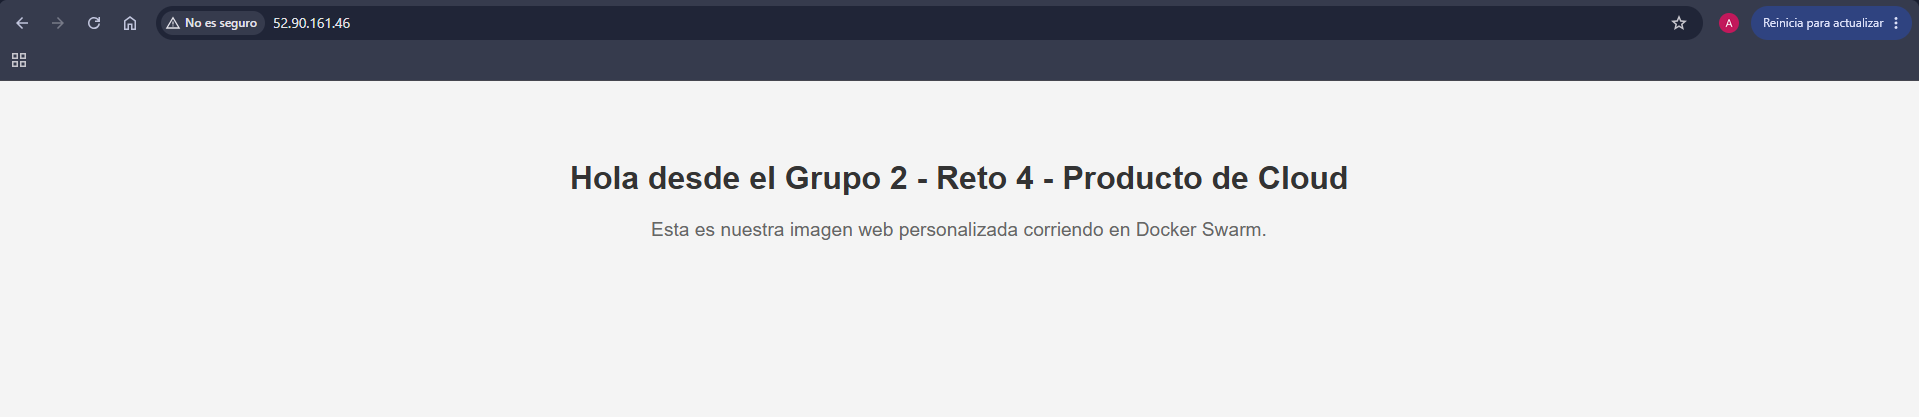 No es seguro
52.90.161.46
A
Reinicia para actualizar
Hola desde el Grupo 2 - Reto 4 - Producto de Cloud
Esta es nuestra imagen web personalizada corriendo en Docker Swarm.